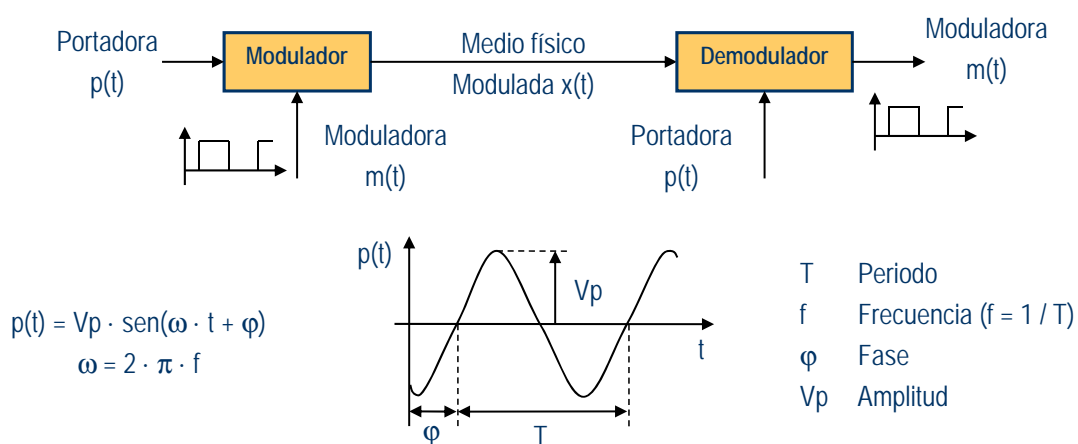 Portadora
p(t)
Modulador
Medio físico
Modulada x(t)
Demodulador
Moduladora
m(t)
Moduladora
m(t)
Portadora
p(t)
p(t) = Vp · sen(ω · t + φ)
ω = 2 · π · f
p(t)
Vp
t
φ
T
T Periodo
f Frecuencia (f = 1 / T)
φ Fase
Vp Amplitud